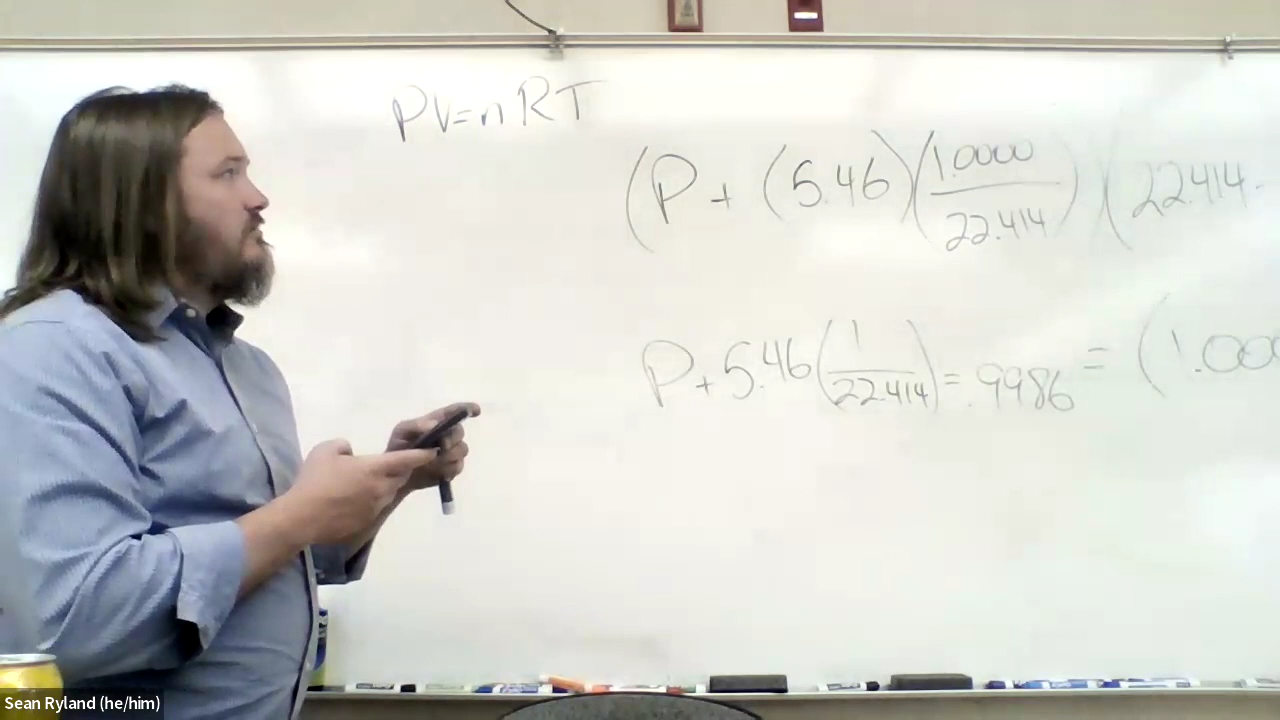 PV=nRT
(P + (5.46)(1.0000/22.414)(22.414-
P+5.46(1/22.414)=.9986 = (1.000
Sean Ryland (he/him)